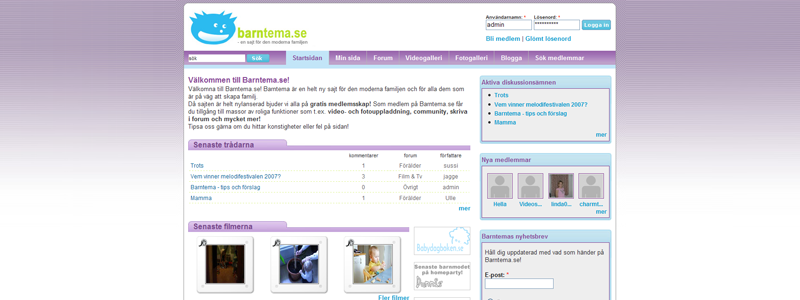 barntema.se
- en sajt för den moderna familjen
Användarnamn: * Lösenord: *
admin ********** Logga in
Bli medlem | Glömt lösenord
sök Sök Startsidan Min sida Forum Videogalleri Fotogalleri Blogga Sök medlemmar
Välkommen till Barntema.se!
Välkomna till Barntema.se! Barntema är en helt ny sajt för den moderna familjen och för alla dem som
är på väg att skapa familj.
Då sajten är helt nylanserad bjuder vi alla på gratis medlemsskap! Som medlem på Barntema.se får
du tillgång till massor av roliga funktioner som t ex. video- och fotouppladdning, community, skriva
i forum och mycket mer!
Tipsa oss gärna om du hittar konstigheter eller fel på sidan!
Senaste trådarna
kommentarer forum författare
Trots 1 Förälder sussi
Vem vinner melodifestivalen 2007? 3 Film & Tv jagge
Barntema - tips och förslag 0 Övrigt admin
Mamma 1 Förälder Ulle
mer
Senaste filmerna
Fler filmer
Babydagboken.se
Senaste barnmodet
på homeparty!
Aktiva diskussionsämnen
Trots
Vem vinner melodifestivalen 2007?
Barntema - tips och förslag
Mamma
mer
Nya medlemmar
Hella Videos... linda0... charmt...
mer
Barntemas nyhetsbrev
Håll dig uppdaterad med vad som händer på
Barntema.se!
E-post: *